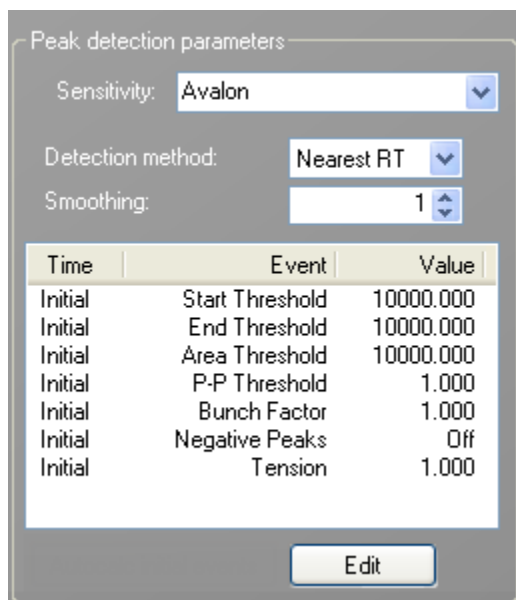 Peak detection parameters
Sensitivity: Avalon
Detection method: Nearest RT
Smoothing: 1
Time Event Value
Initial Start Threshold 10000.000
Initial End Threshold 10000.000
Initial Area Threshold 10000.000
Initial P-P Threshold 1.000
Initial Bunch Factor 1.000
Initial Negative Peaks Off
Initial Tension 1.000
Edit